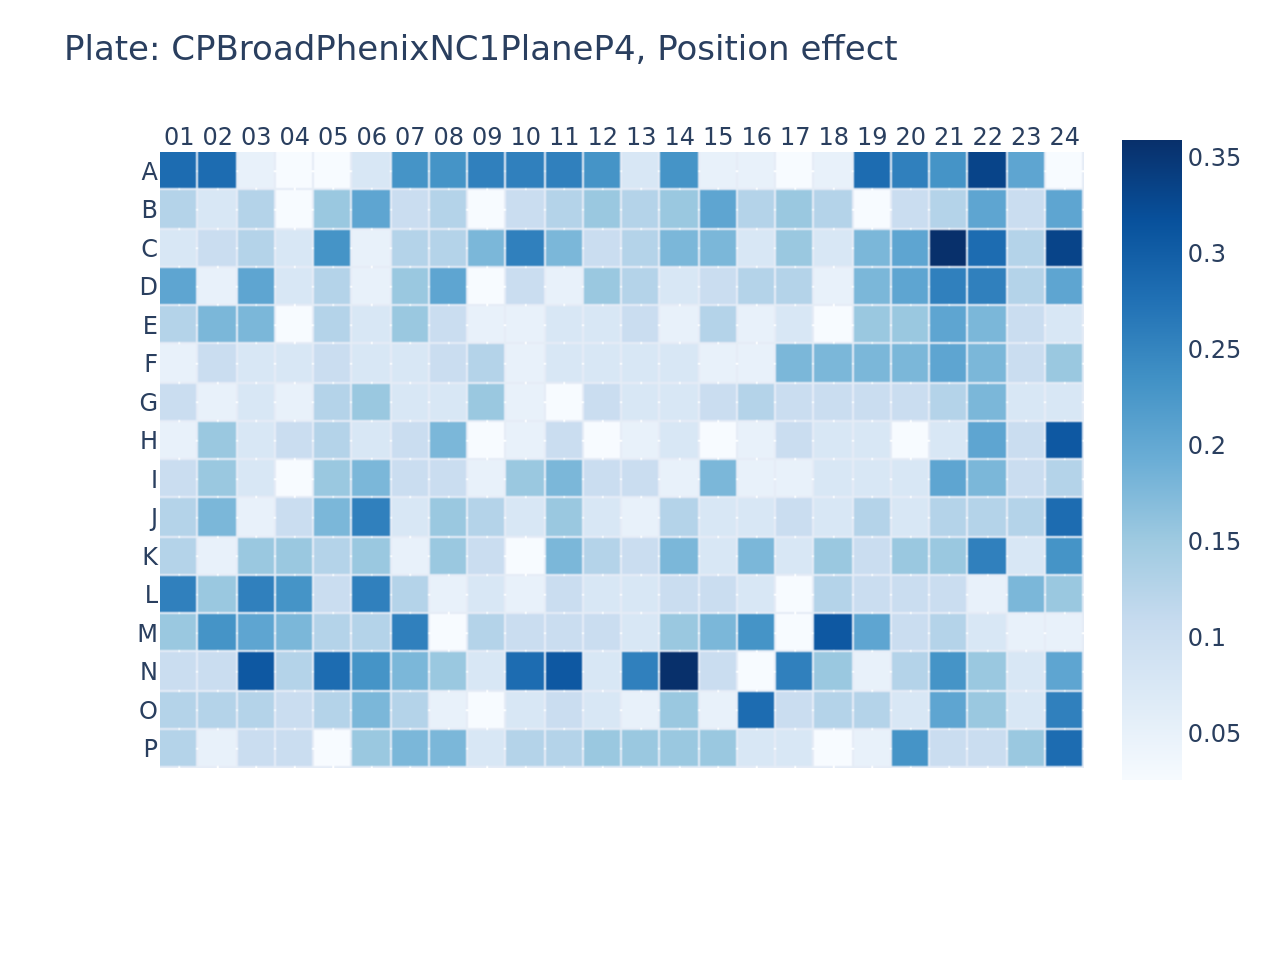 Plate: CPBroadPhenixNC1PlaneP4, Position effect
01 02 03 04 05 06 07 08 09 10 11 12 13 14 15 16 17 18 19 20 21 22 23 24
A
B
C
D
E
F
G
H
I
J
K
L
M
N
O
P
0.35
0.3
0.25
0.2
0.15
0.1
0.05